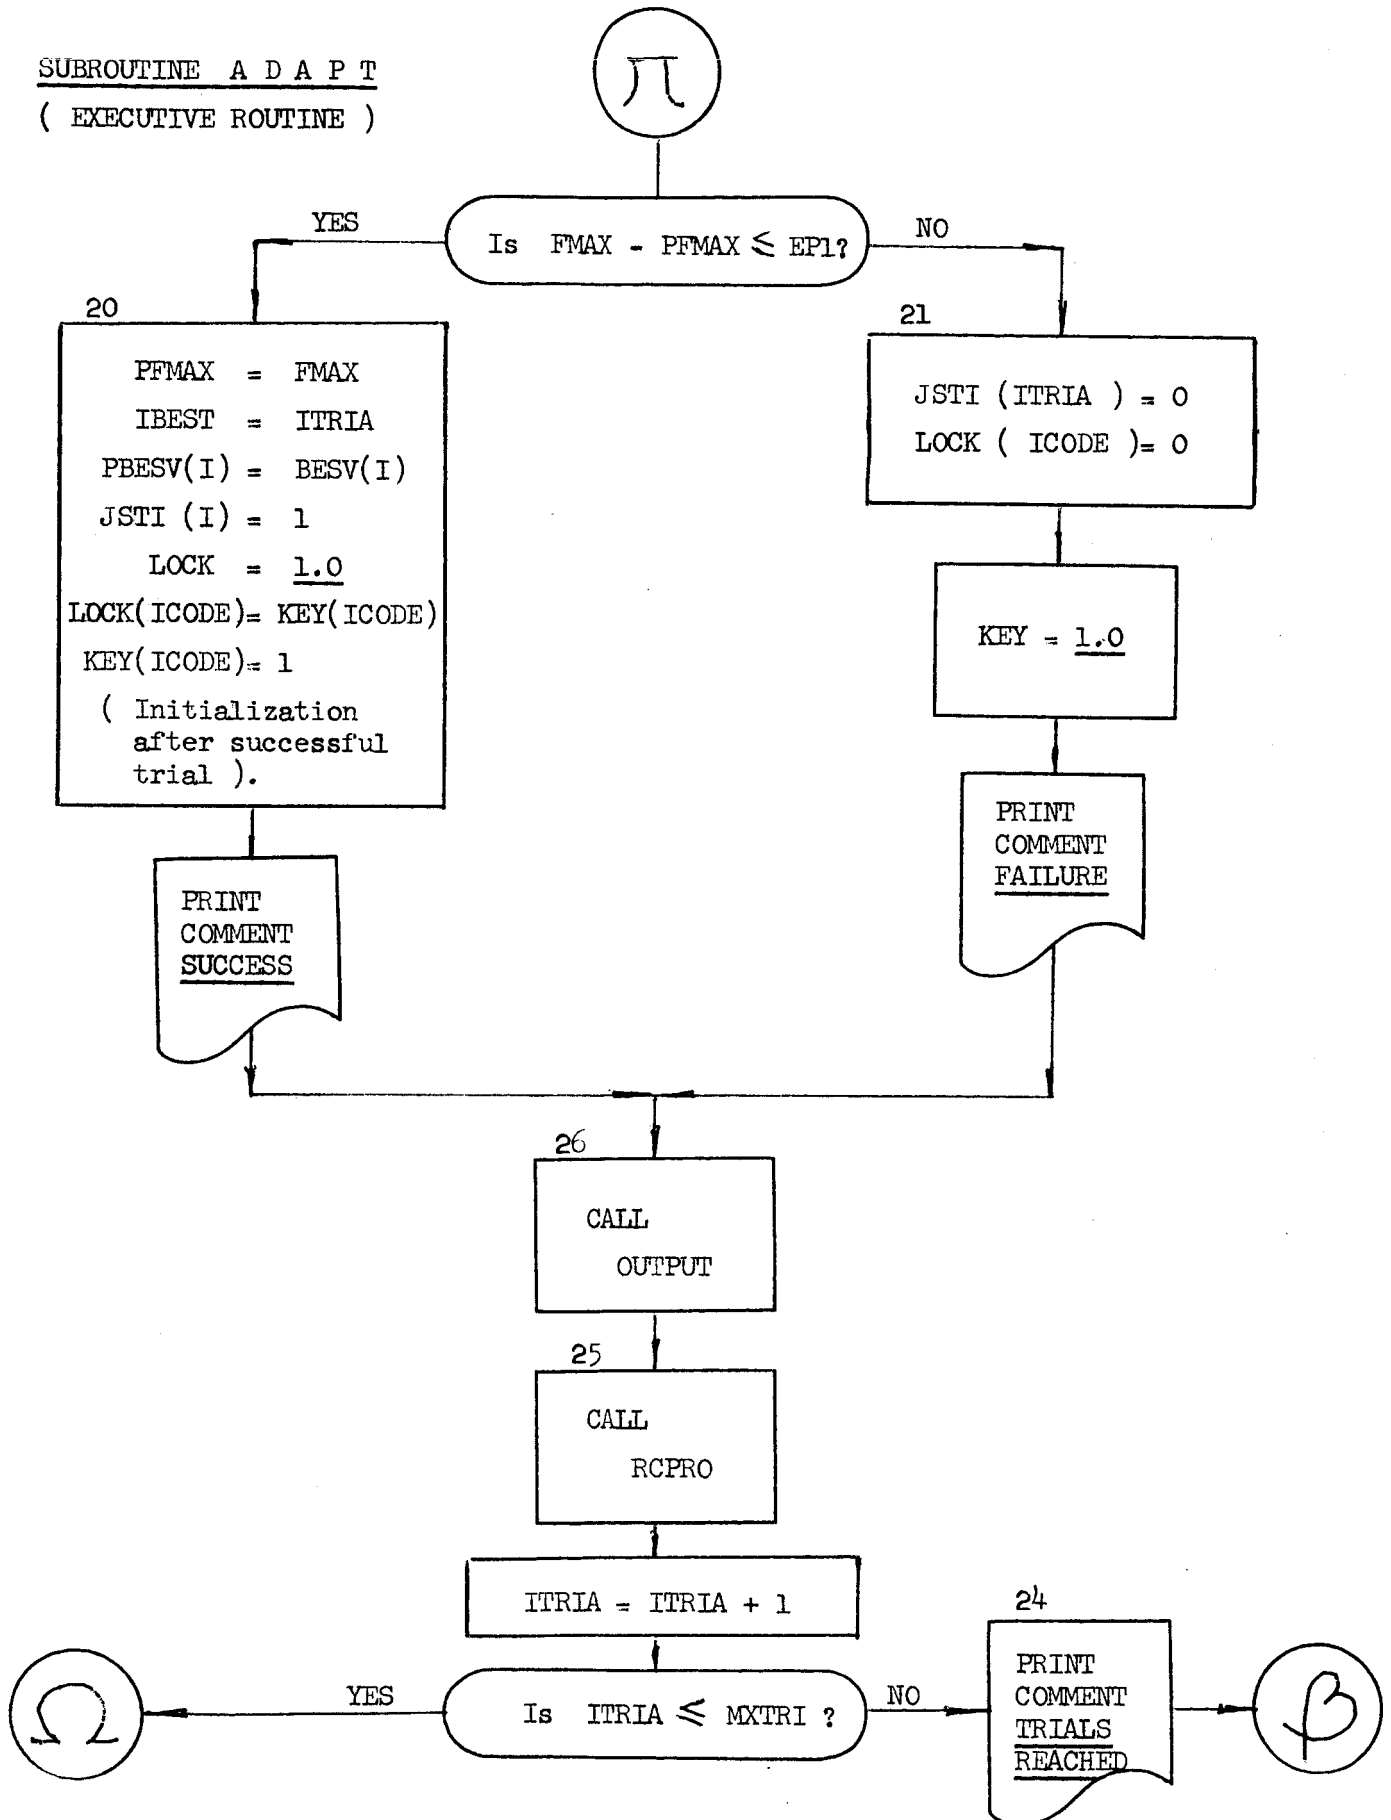 SUBROUTINE A D A P T
( EXECUTIVE ROUTINE )
π
Is FMAX - PFMAX ≤ EP1?
YES
NO
20
PFMAX = FMAX
IBEST = ITRIA
PBESV(I) = BESV(I)
JSTI (I) = 1
LOCK = 1.0
LOCK(ICODE)= KEY(ICODE)
KEY(ICODE)= 1
( Initialization
after successful
trial ).
PRINT
COMMENT
SUCCESS
21
JSTI (ITRIA ) = 0
LOCK ( ICODE )= 0
KEY = 1.0
PRINT
COMMENT
FAILURE
26
CALL
OUTPUT
25
CALL
RCPRO
ITRIA = ITRIA + 1
Is ITRIA ≤ MXTRI ?
YES
Ω
NO
24
PRINT
COMMENT
TRIALS
REACHED
β